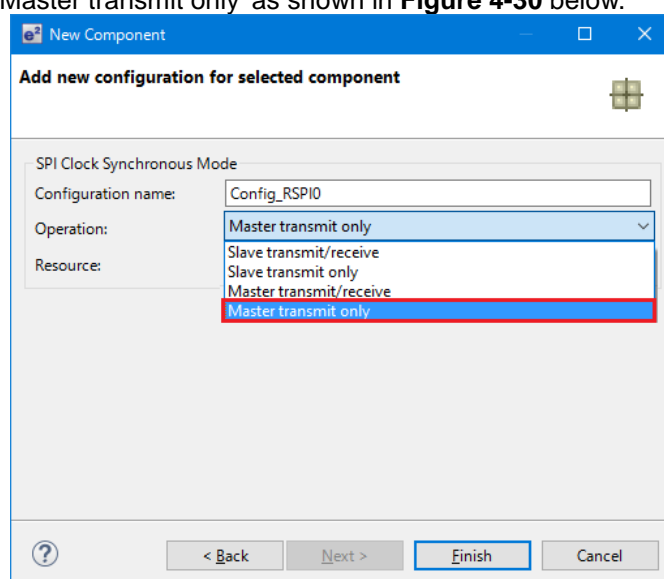 Master transmit only' as shown in Figure 4-30 below.
e² New Component
Add new configuration for selected component
SPI Clock Synchronous Mode
Configuration name: Config_RSPI0
Operation: Master transmit only
Slave transmit/receive
Resource:
Slave transmit only
Master transmit/receive
Master transmit only
? < Back Next > Finish Cancel